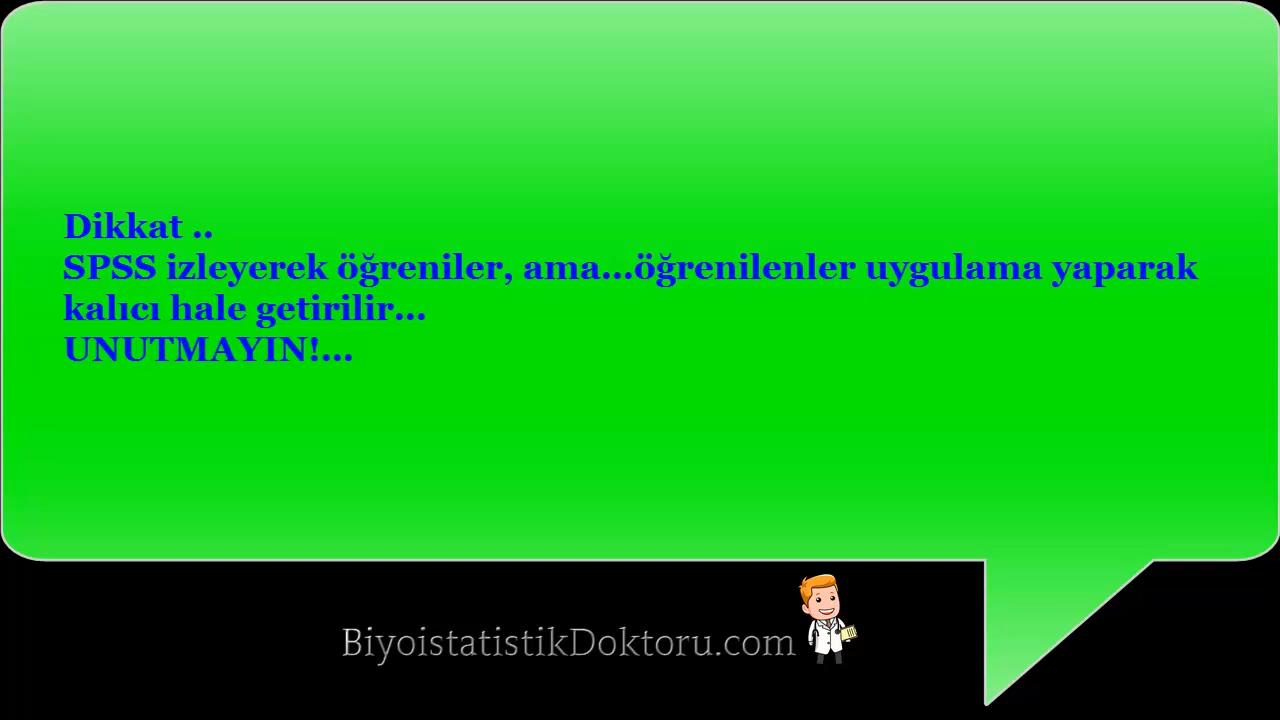 Dikkat ..
SPSS izleyerek öğreniler, ama...öğrenilenler uygulama yaparak
kalıcı hale getirilir...
UNUTMAYIN!...
BiyoistatistikDoktoru.com